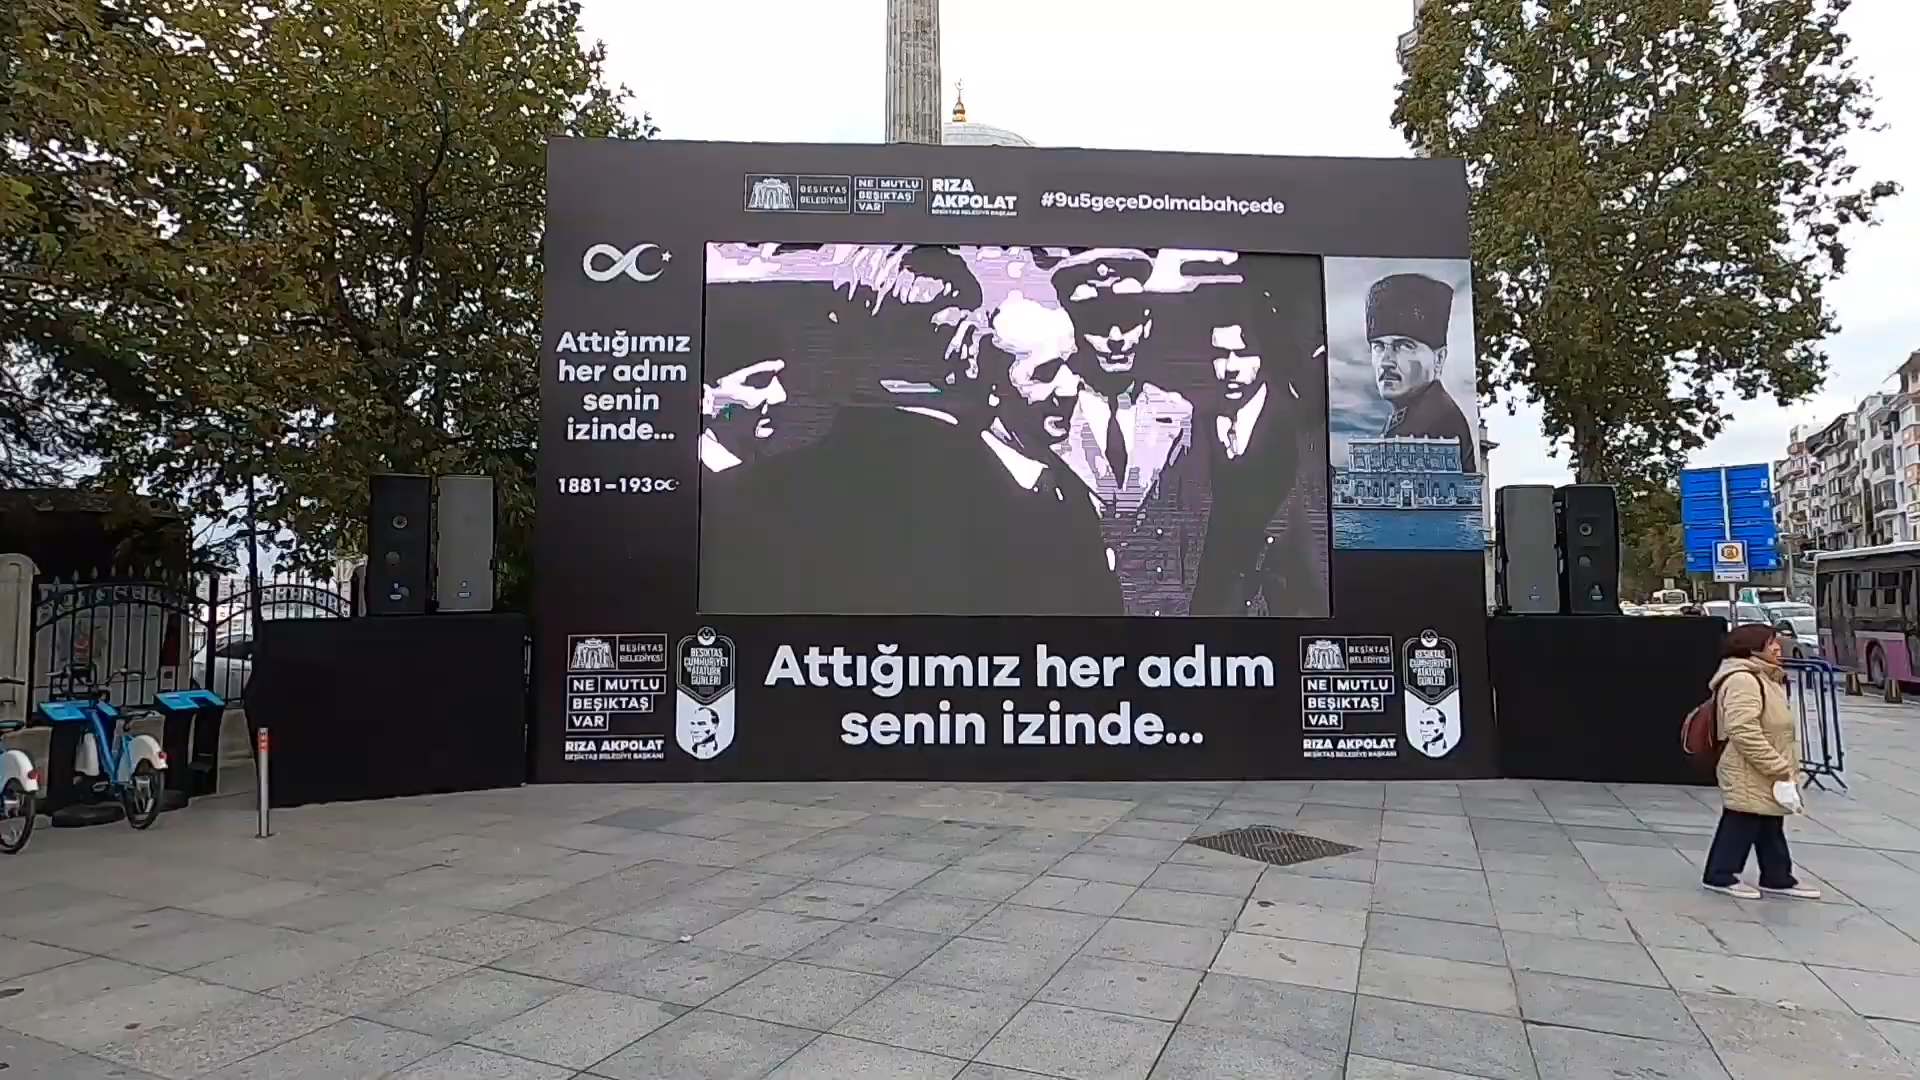 BEŞİKTAŞ
BELEDİYESİ
NE MUTLU
BEŞİKTAŞ
VAR
RIZA
AKPOLAT
BEŞİKTAŞ BELEDİYE BAŞKANI
#9u5geçeDolmabahçede
Attığımız
her adım
senin
izinde...
1881-193∞
BEŞİKTAŞ
BELEDİYESİ
NE MUTLU
BEŞİKTAŞ
VAR
RIZA AKPOLAT
BEŞİKTAŞ BELEDİYE BAŞKANI
BEŞİKTAŞ
CUMHURİYET
ve ATATÜRK
GÜNLERİ
Attığımız her adım
senin izinde...
BEŞİKTAŞ
BELEDİYESİ
NE MUTLU
BEŞİKTAŞ
VAR
RIZA AKPOLAT
BEŞİKTAŞ BELEDİYE BAŞKANI
BEŞİKTAŞ
CUMHURİYET
ve ATATÜRK
GÜNLERİ